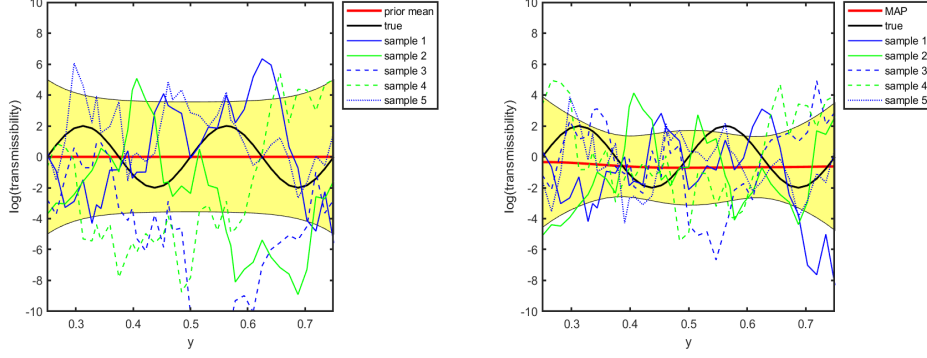 10
8
6
4
2
0
-2
-4
-6
-8
-10
log(transmissibility)
0.3
0.4
0.5
0.6
0.7
y
prior mean
true
sample 1
sample 2
sample 3
sample 4
sample 5
10
8
6
4
2
0
-2
-4
-6
-8
-10
log(transmissibility)
0.3
0.4
0.5
0.6
0.7
y
MAP
true
sample 1
sample 2
sample 3
sample 4
sample 5